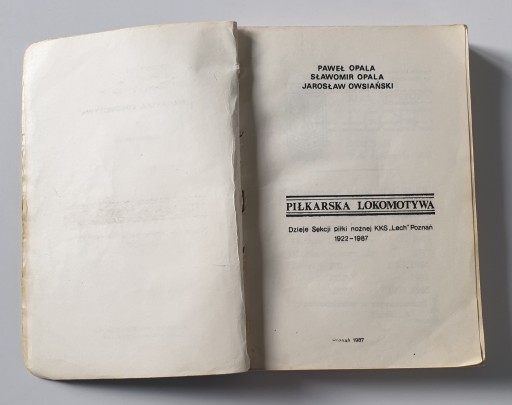 PAWEŁ OPALA
SŁAWOMIR OPALA
JAROSŁAW OWSIAŃSKI
PIŁKARSKA LOKOMOTYWA
Dzieje Sekcji piłki nożnej KKS „Lech” Poznań
1922-1987
1987